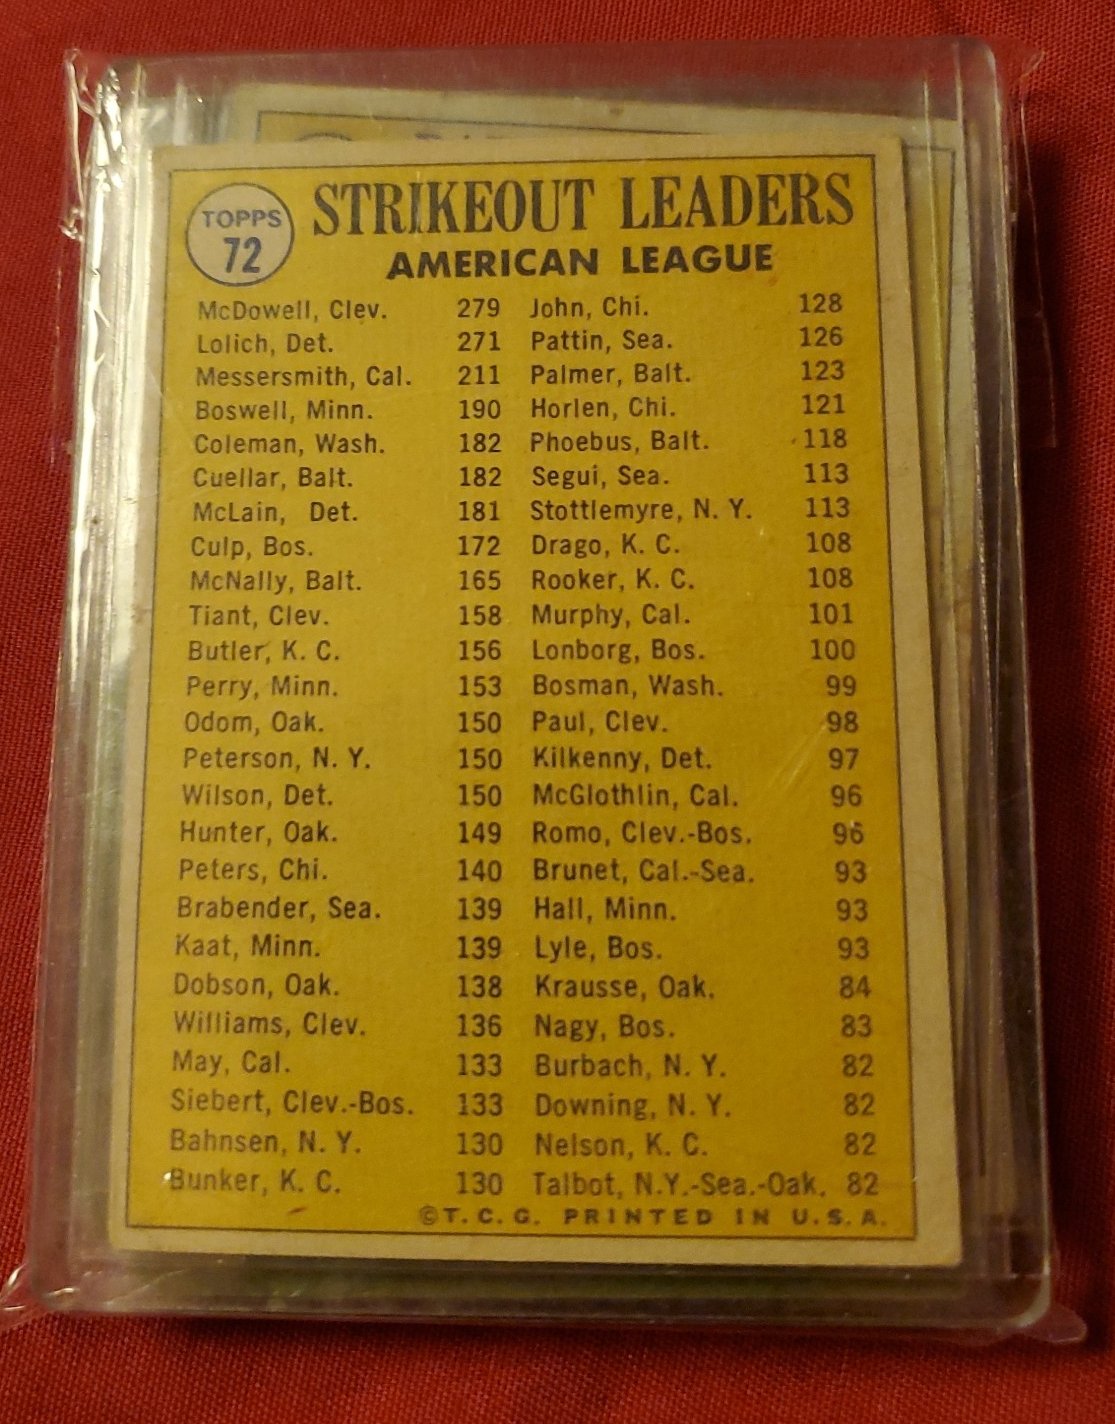 TOPPS
72
STRIKEOUT LEADERS
AMERICAN LEAGUE
McDowell, Clev. 279 John, Chi. 128
Lolich, Det. 271 Pattin, Sea. 126
Messersmith, Cal. 211 Palmer, Balt. 123
Boswell, Minn. 190 Horlen, Chi. 121
Coleman, Wash. 182 Phoebus, Balt. 118
Cuellar, Balt. 182 Segui, Sea. 113
McLain, Det. 181 Stottlemyre, N. Y. 113
Culp, Bos. 172 Drago, K. C. 108
McNally, Balt. 165 Rooker, K. C. 108
Tiant, Clev. 158 Murphy, Cal. 101
Butler, K. C. 156 Lonborg, Bos. 100
Perry, Minn. 153 Bosman, Wash. 99
Odom, Oak. 150 Paul, Clev. 98
Peterson, N. Y. 150 Kilkenny, Det. 97
Wilson, Det. 150 McGlothlin, Cal. 96
Hunter, Oak. 149 Romo, Clev.-Bos. 96
Peters, Chi. 140 Brunet, Cal.-Sea. 93
Brabender, Sea. 139 Hall, Minn. 93
Kaat, Minn. 139 Lyle, Bos. 93
Dobson, Oak. 138 Krausse, Oak. 84
Williams, Clev. 136 Nagy, Bos. 83
May, Cal. 133 Burbach, N. Y. 82
Siebert, Clev.-Bos. 133 Downing, N. Y. 82
Bahnsen, N. Y. 130 Nelson, K. C. 82
Bunker, K. C. 130 Talbot, N.Y.-Sea.-Oak. 82
©T. C. G. PRINTED IN U. S. A.